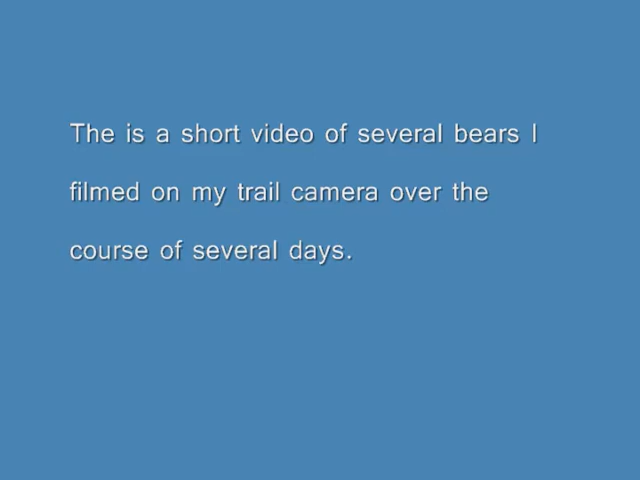 The is a short video of several bears I
filmed on my trail camera over the
course of several days.